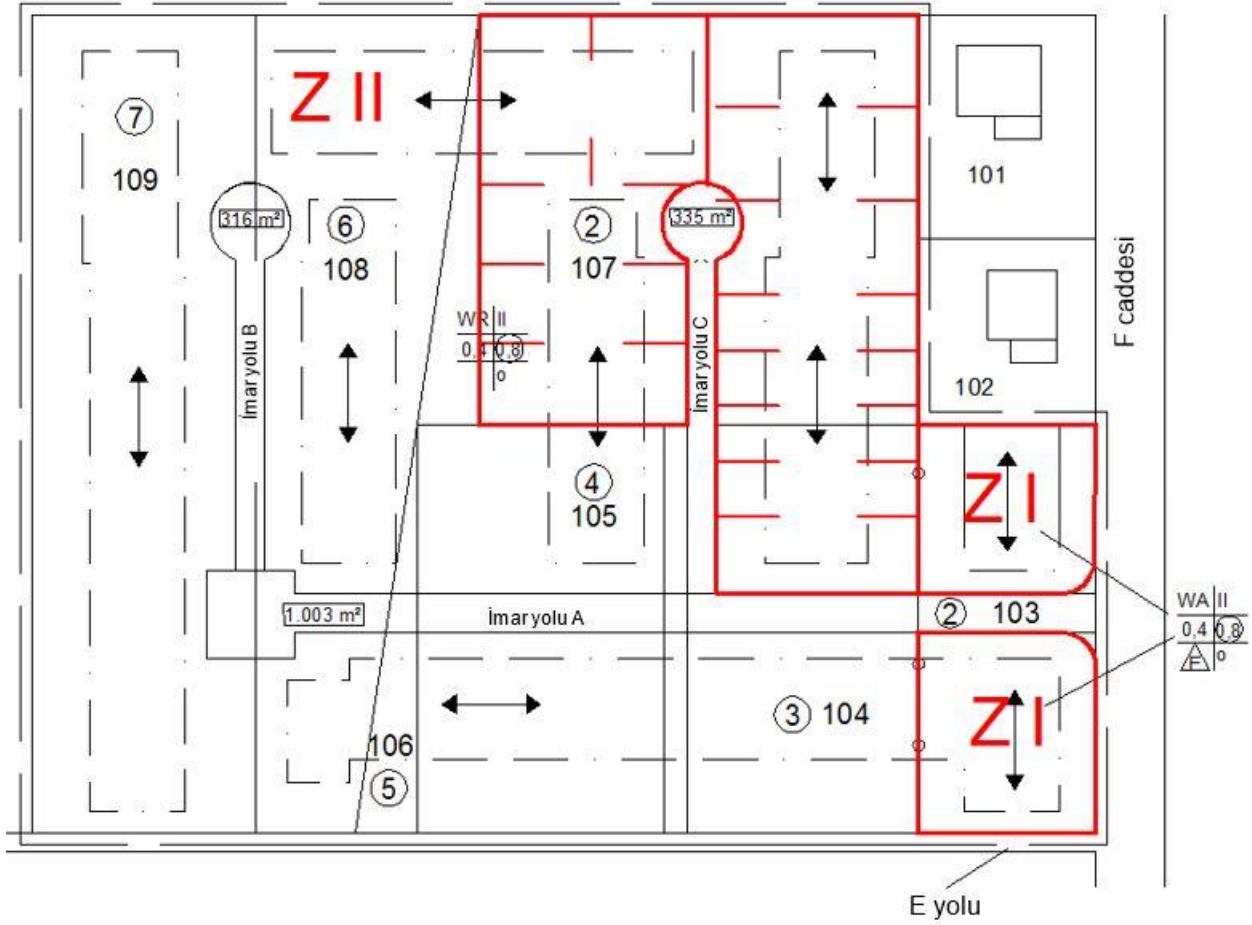 Z II
7
109
101
316 m²
6
108
2
107
335 m²
F caddesi
İmar yolu B
WR II
0,4 0,8
o
İmar yolu C
102
4
105
Z I
1.003 m²
İmar yolu A
2 103
WA II
0,4 0,8
E o
3 104
Z I
106
5
E yolu